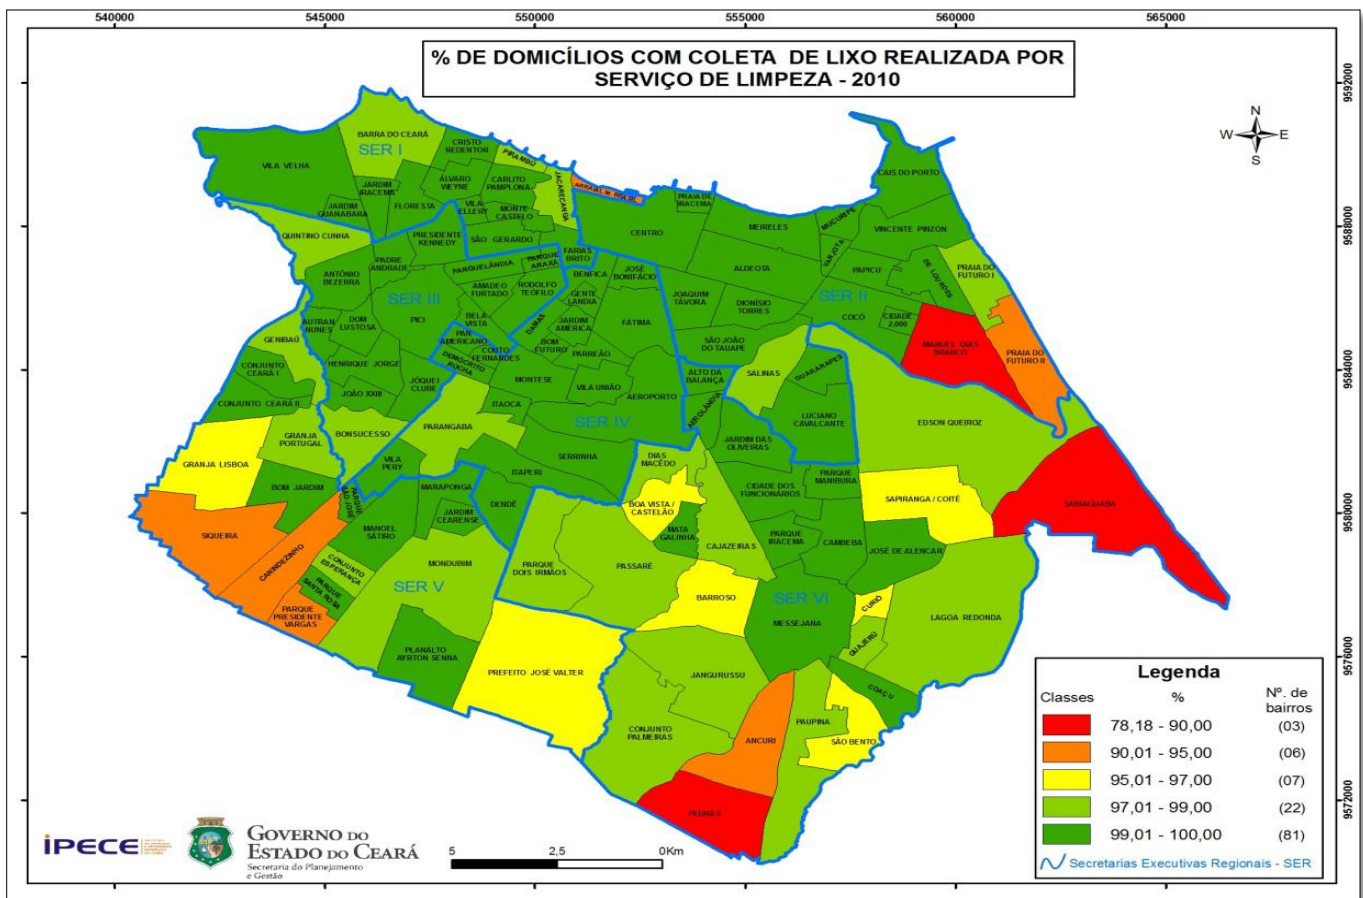 540000 545000 550000 555000 560000 565000
% DE DOMICÍLIOS COM COLETA DE LIXO REALIZADA POR
SERVIÇO DE LIMPEZA - 2010
9592000
9588000
9584000
9580000
9576000
9572000
N
W E
S
BARRA DO CEARÁ
SER I
VILA VELHA
CRISTO
REDENTOR
PIRAMBÚ
JACARECANGA
ARRAIAL M. BRASIL
JARDIM
IRACEMA
ÁLVARO
WEYNE
CARLITO
PAMPLONA
JARDIM
GUANABARA
FLORESTA
VILA
ELLERY
MONTE
CASTELO
QUINTINO CUNHA
PRESIDENTE
KENNEDY
SÃO GERARDO
FARIAS
BRITO
CENTRO
PRAIA DE
IRACEMA
MEIRELES
MUCURIPE
CAIS DO PORTO
VINCENTE PINZON
VARJOTA
ALDEOTA
PAPICU
DE LOURDES
PRAIA DO
FUTURO I
SER II
PADRE
ANDRADE
ANTÔNIO
BEZERRA
PARQUELÂNDIA
PARQUE
ARAXÁ
AMADEO
FURTADO
RODOLFO
TEÓFILO
BENFICA
JOSÉ
BONIFÁCIO
GENTI
LANDIA
JOAQUIM
TÁVORA
DIONÍSIO
TORRES
COCÓ
CIDADE
2.000
MANUEL DIAS
BRANCO
PRAIA DO
FUTURO II
SER III
AUTRAN
NUNES
DOM
LUSTOSA
PICI
BELA
VISTA
DAMAS
JARDIM
AMÉRICA
FÁTIMA
SÃO JOÃO
DO TAUAPE
GENIBAÚ
PAN
AMERICANO
COUTO
FERNANDES
BOM
FUTURO
PARREÃO
DEMÓCRITO
ROCHA
HENRIQUE JORGE
CONJUNTO
CEARÁ I
CONJUNTO CEARÁ II
JOÃO XXIII
JÓQUEI
CLUBE
MONTESE
VILA UNIÃO
ALTO DA
BALANÇA
SALINAS
GUARARAPES
ITAOCA
AEROPORTO
AEROLÂNDIA
LUCIANO
CAVALCANTE
EDSON QUEIROZ
SER IV
GRANJA
PORTUGAL
BONSUCESSO
PARANGABA
JARDIM DAS
OLIVEIRAS
GRANJA LISBOA
VILA
PERY
SERRINHA
DIAS
MACÊDO
ITAPERI
BOM JARDIM
PARQUE
SÃO JOSÉ
MARAPONGA
DENDÊ
CIDADE DOS
FUNCIONÁRIOS
PARQUE
MANIBURA
SAPIRANGA / COITÉ
SABIAGUABA
BOA VISTA /
CASTELÃO
JARDIM
CEARENSE
MANOEL
SÁTIRO
SIQUEIRA
CANINDEZINHO
MATA
GALINHA
CAJAZEIRAS
PARQUE
IRACEMA
CAMBEBA
JOSÉ DE ALENCAR
CONJUNTO
ESPERANÇA
MONDUBIM
PARQUE
DOIS IRMÃOS
PASSARÉ
PARQUE
SANTA ROSA
SER V
BARROSO
SER VI
CURIÓ
PARQUE
PRESIDENTE
VARGAS
MESSEJANA
LAGOA REDONDA
GUAJERÚ
PLANALTO
AYRTON SENNA
PREFEITO JOSÉ VALTER
JANGURUSSU
COAÇU
CONJUNTO
PALMEIRAS
ANCURI
PAUPINA
SÃO BENTO
PEDRAS
Legenda
Classes % Nº. de
bairros
78,18 - 90,00 (03)
90,01 - 95,00 (06)
95,01 - 97,00 (07)
97,01 - 99,00 (22)
99,01 - 100,00 (81)
Secretarias Executivas Regionais - SER
IPECE
GOVERNO DO
ESTADO DO CEARÁ
Secretaria do Planejamento
e Gestão
5 2,5 0Km